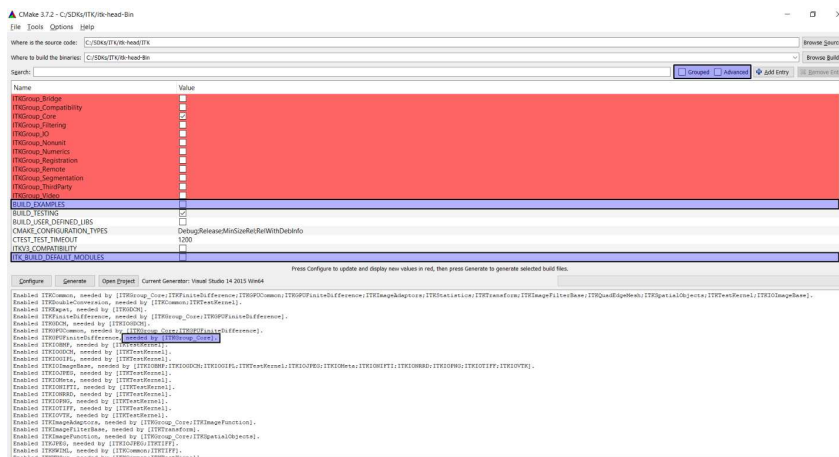 CMake 3.7.2 - C:/SDKs/ITK/itk-head-Bin
File Tools Options Help
Where is the source code: C:/SDKs/ITK/itk-head/ITK Browse Source
Where to build the binaries: C:/SDKs/ITK/itk-head-Bin Browse Build
Search: Grouped Advanced Add Entry Remove Ent
Name Value
ITKGroup_Bridge
ITKGroup_Compatibility
ITKGroup_Core
ITKGroup_Filtering
ITKGroup_IO
ITKGroup_Nonunit
ITKGroup_Numerics
ITKGroup_Registration
ITKGroup_Remote
ITKGroup_Segmentation
ITKGroup_ThirdParty
ITKGroup_Video
BUILD_EXAMPLES
BUILD_TESTING
BUILD_USER_DEFINED_LIBS
CMAKE_CONFIGURATION_TYPES Debug;Release;MinSizeRel;RelWithDebInfo
CTEST_TEST_TIMEOUT 1200
ITKV3_COMPATIBILITY
ITK_BUILD_DEFAULT_MODULES
Press Configure to update and display new values in red, then press Generate to generate selected build files.
Configure Generate Open Project Current Generator: Visual Studio 14 2015 Win64
Enabled ITKCommon, needed by [ITKGroup_Core;ITKFiniteDifference;ITKGPUCommon;ITKGPUFiniteDifference;ITKImageAdaptors;ITKStatistics;ITKTransform;ITKImageFilterBase;ITKQuadEdgeMesh;ITKSpatialObjects;ITKTestKernel;ITKIOImageBase].
Enabled ITKDoubleConversion, needed by [ITKCommon;ITKTestKernel].
Enabled ITKExpat, needed by [ITKGDCM].
Enabled ITKFiniteDifference, needed by [ITKGroup_Core;ITKGPUFiniteDifference].
Enabled ITKGDCM, needed by [ITKIOGDCM].
Enabled ITKGPUCommon, needed by [ITKGroup_Core;ITKGPUFiniteDifference].
Enabled ITKGPUFiniteDifference, needed by [ITKGroup_Core].
Enabled ITKIOBMP, needed by [ITKTestKernel].
Enabled ITKIOGDCM, needed by [ITKTestKernel].
Enabled ITKIOGIPL, needed by [ITKTestKernel].
Enabled ITKIOImageBase, needed by [ITKIOBMP;ITKIOGDCM;ITKIOGIPL;ITKTestKernel;ITKIOJPEG;ITKIOMeta;ITKIONIFTI;ITKIONRRD;ITKIOPNG;ITKIOTIFF;ITKIOVTK].
Enabled ITKIOJPEG, needed by [ITKTestKernel].
Enabled ITKIOMeta, needed by [ITKTestKernel].
Enabled ITKIONIFTI, needed by [ITKTestKernel].
Enabled ITKIONRRD, needed by [ITKTestKernel].
Enabled ITKIOPNG, needed by [ITKTestKernel].
Enabled ITKIOTIFF, needed by [ITKTestKernel].
Enabled ITKIOVTK, needed by [ITKTestKernel].
Enabled ITKImageAdaptors, needed by [ITKGroup_Core;ITKImageFunction].
Enabled ITKImageFilterBase, needed by [ITKTransform].
Enabled ITKImageFunction, needed by [ITKGroup_Core;ITKSpatialObjects].
Enabled ITKJPEG, needed by [ITKIOJPEG;ITKTIFF].
Enabled ITKKWIML, needed by [ITKCommon;ITKTIFF].